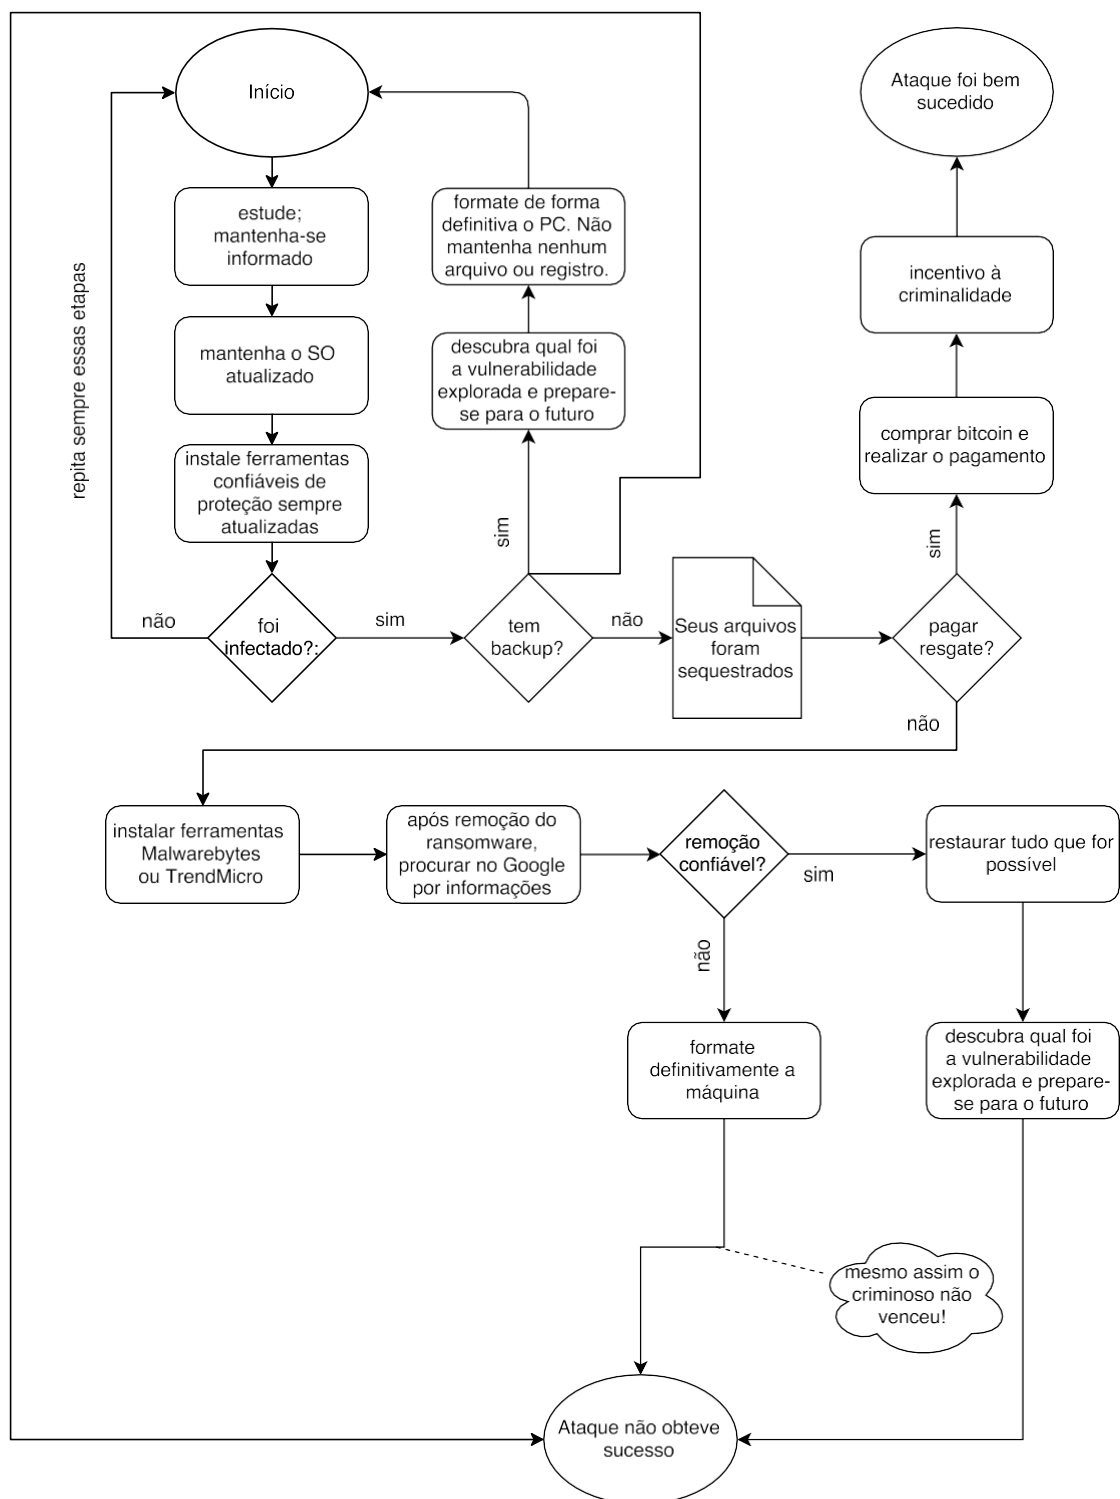 Início
estude;
mantenha-se
informado
mantenha o SO
atualizado
instale ferramentas
confiáveis de
proteção sempre
atualizadas
repita sempre essas etapas
foi
infectado?:
não
sim
formate de forma
definitiva o PC. Não
mantenha nenhum
arquivo ou registro.
descubra qual foi
a vulnerabilidade
explorada e prepare-
se para o futuro
sim
tem
backup?
não
Seus arquivos
foram
sequestrados
Ataque foi bem
sucedido
incentivo à
criminalidade
comprar bitcoin e
realizar o pagamento
sim
pagar
resgate?
não
instalar ferramentas
Malwarebytes
ou TrendMicro
após remoção do
ransomware,
procurar no Google
por informações
remoção
confiável?
sim
não
restaurar tudo que for
possível
formate
definitivamente a
máquina
descubra qual foi
a vulnerabilidade
explorada e prepare-
se para o futuro
mesmo assim o
criminoso não
venceu!
Ataque não obteve
sucesso